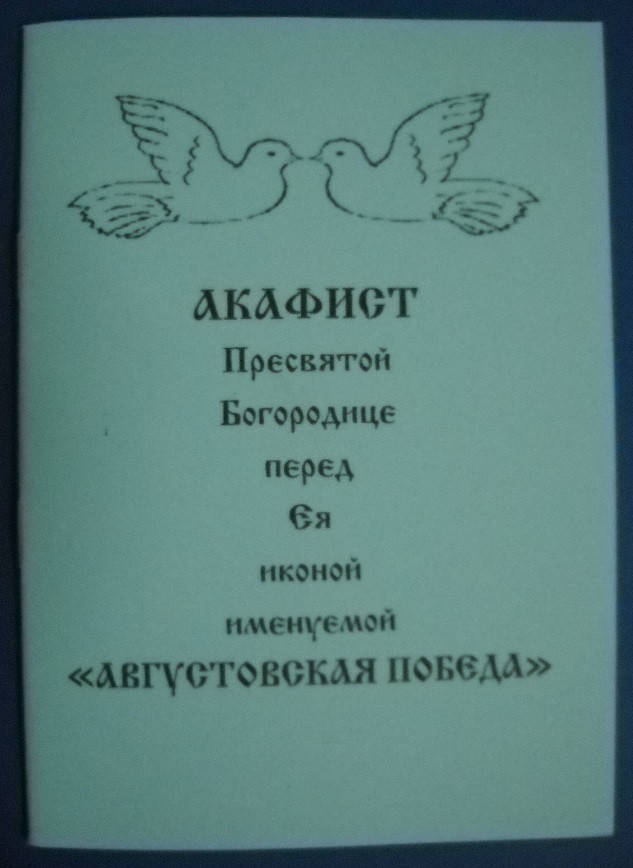 АКАФИСТ
Пресвятой
Богородице
перед
Ея
иконой
именуемой
«АВГУСТОВСКАЯ ПОБЕДА»